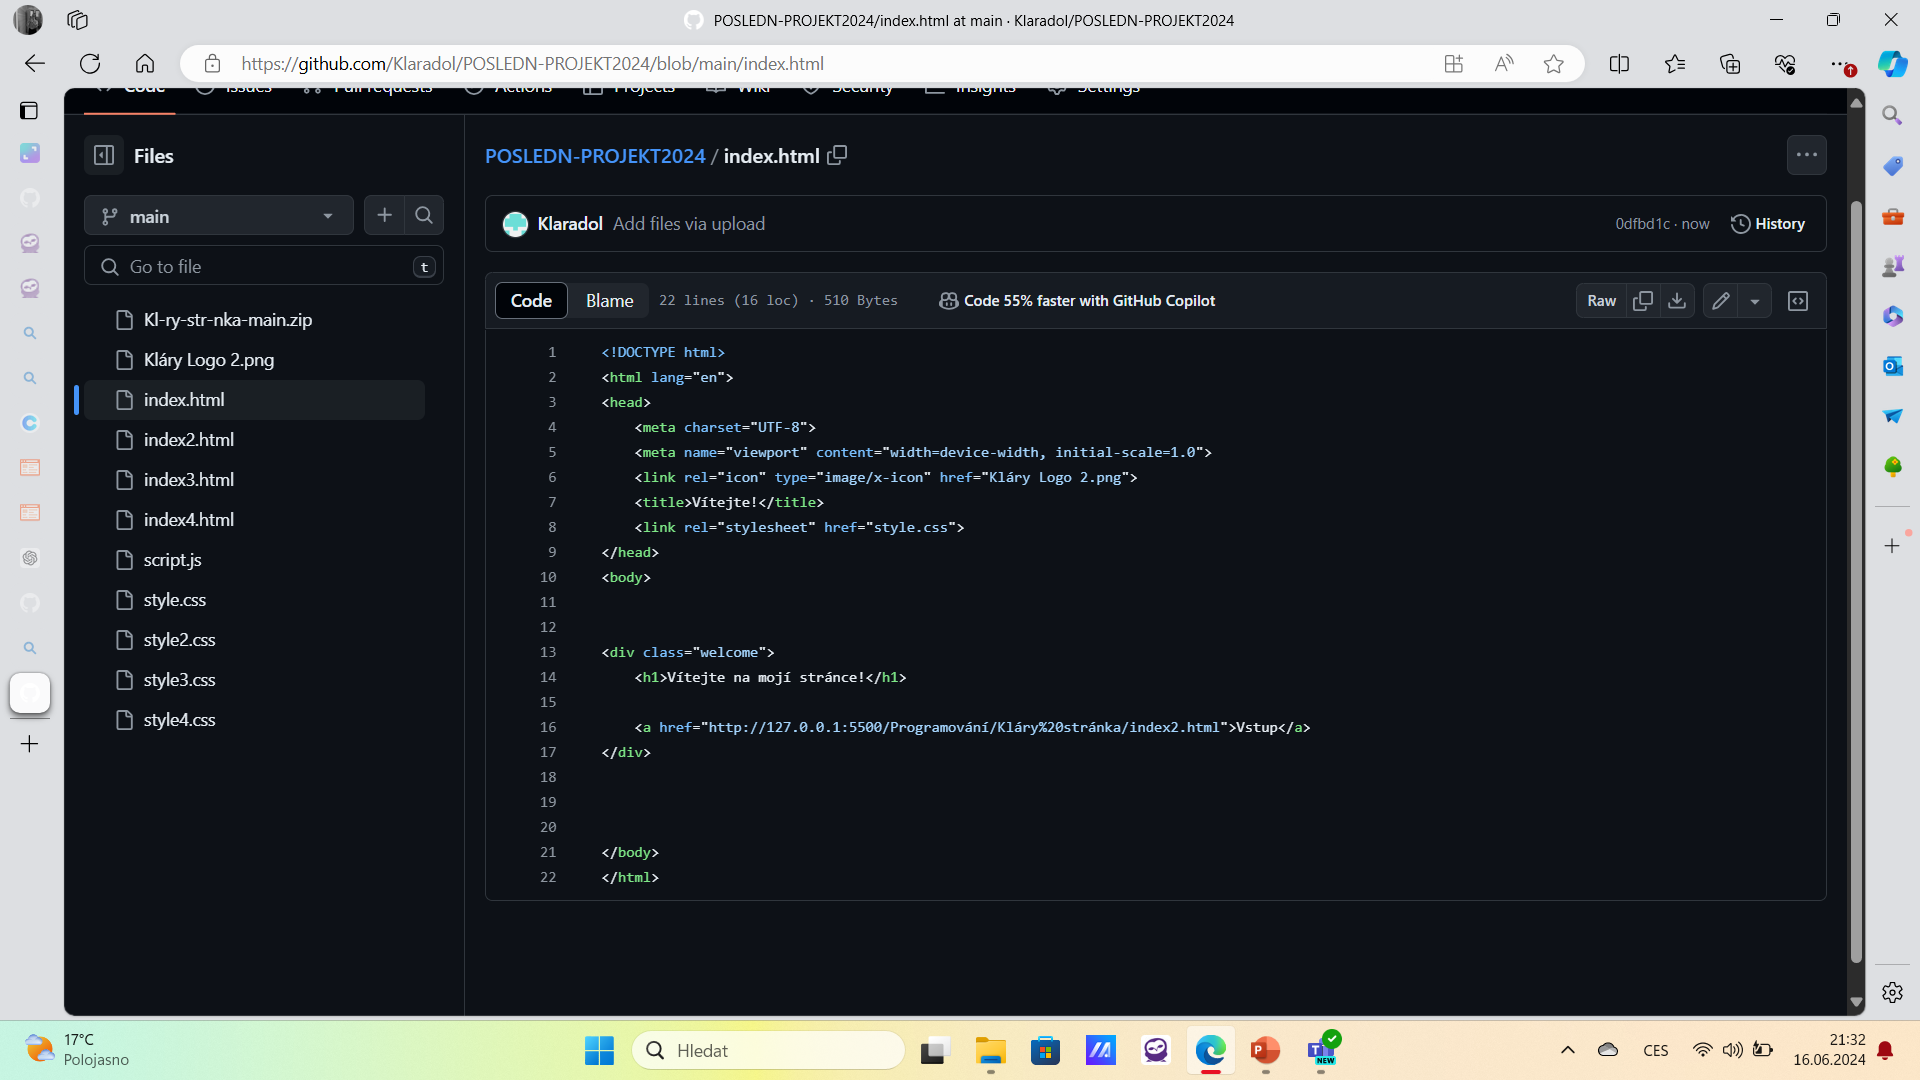 POSLEDN-PROJEKT2024/index.html at main · Klaradol/POSLEDN-PROJEKT2024
https://github.com/Klaradol/POSLEDN-PROJEKT2024/blob/main/index.html
Code Issues Pull requests Actions Projects Wiki Security Insights Settings
Files
main
Go to file t
Kl-ry-str-nka-main.zip
Kláry Logo 2.png
index.html
index2.html
index3.html
index4.html
script.js
style.css
style2.css
style3.css
style4.css
POSLEDN-PROJEKT2024 / index.html
Klaradol Add files via upload 0dfbd1c · now History
Code Blame 22 lines (16 loc) · 510 Bytes Code 55% faster with GitHub Copilot Raw
1 <!DOCTYPE html>
2 <html lang="en">
3 <head>
4 <meta charset="UTF-8">
5 <meta name="viewport" content="width=device-width, initial-scale=1.0">
6 <link rel="icon" type="image/x-icon" href="Kláry Logo 2.png">
7 <title>Vítejte!</title>
8 <link rel="stylesheet" href="style.css">
9 </head>
10 <body>
11
12
13 <div class="welcome">
14 <h1>Vítejte na mojí stránce!</h1>
15
16 <a href="http://127.0.0.1:5500/Programování/Kláry%20stránka/index2.html">Vstup</a>
17 </div>
18
19
20
21 </body>
22 </html>
17°C
Polojasno
Hledat
NEW
CES
21:32
16.06.2024